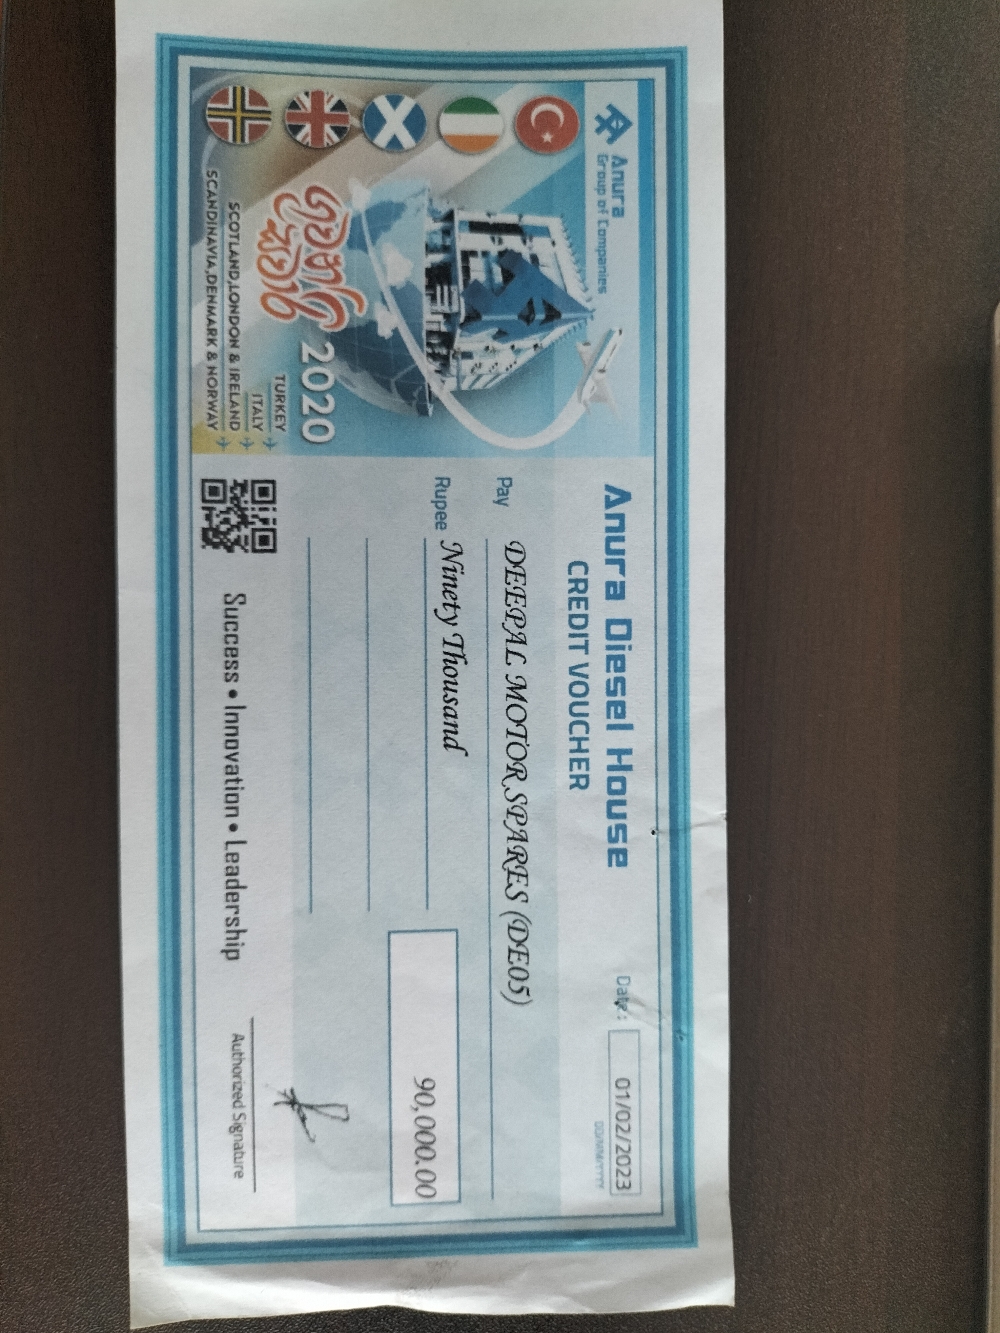 Anura
Group of Companies
2020
TURKEY
ITALY
SCOTLAND,LONDON & IRELAND
SCANDINAVIA,DENMARK & NORWAY
Anura Diesel House
CREDIT VOUCHER
Date: 01/02/2023
DD/MM/YYYY
Pay DEEPAL MOTOR SPARES (DE05)
Rupee Ninety Thousand
90,000.00
Success • Innovation • Leadership
Authorized Signature